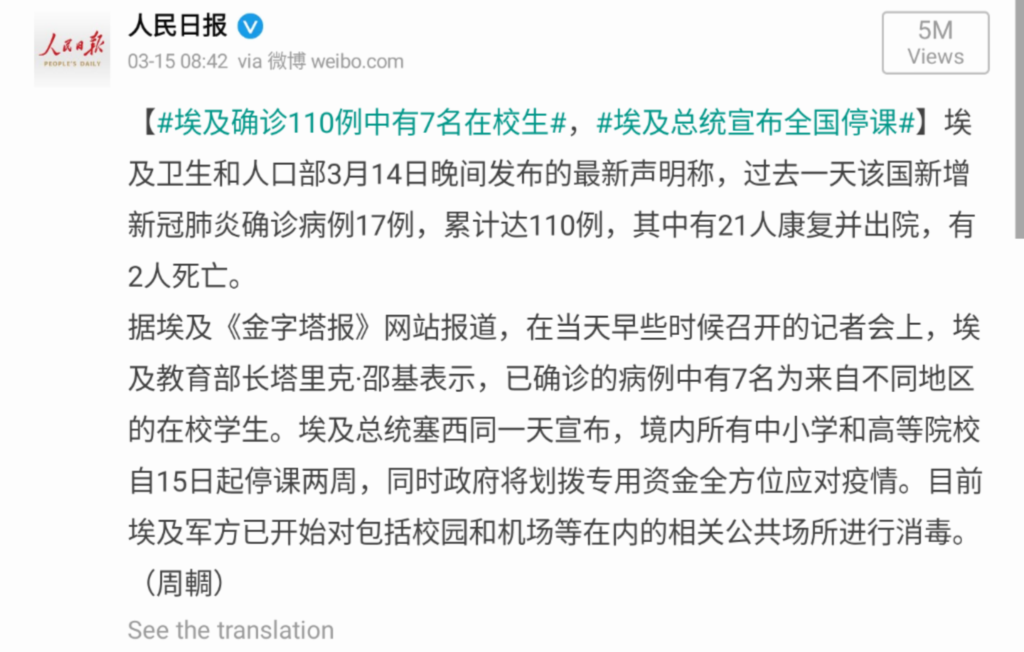 人民日报
人民日报
PEOPLE'S DAILY
03-15 08:42 via 微博 weibo.com
5M
Views
【#埃及确诊110例中有7名在校生#，#埃及总统宣布全国停课#】埃
及卫生和人口部3月14日晚间发布的最新声明称，过去一天该国新增
新冠肺炎确诊病例17例，累计达110例，其中有21人康复并出院，有
2人死亡。
据埃及《金字塔报》网站报道，在当天早些时候召开的记者会上，埃
及教育部长塔里克·邵基表示，已确诊的病例中有7名为来自不同地区
的在校学生。埃及总统塞西同一天宣布，境内所有中小学和高等院校
自15日起停课两周，同时政府将划拨专用资金全方位应对疫情。目前
埃及军方已开始对包括校园和机场等在内的相关公共场所进行消毒。
（周輖）
See the translation